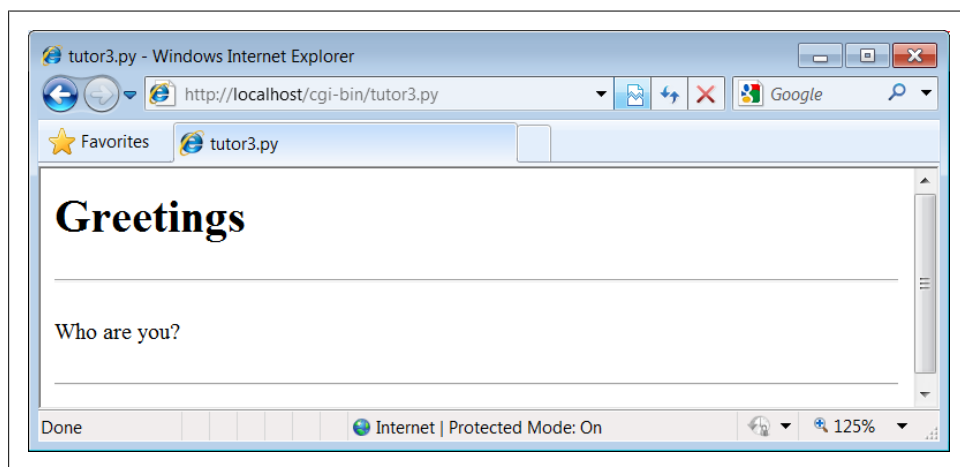 tutor3.py - Windows Internet Explorer
http://localhost/cgi-bin/tutor3.py
Google
Favorites
tutor3.py
Greetings
Who are you?
Done
Internet | Protected Mode: On
125%